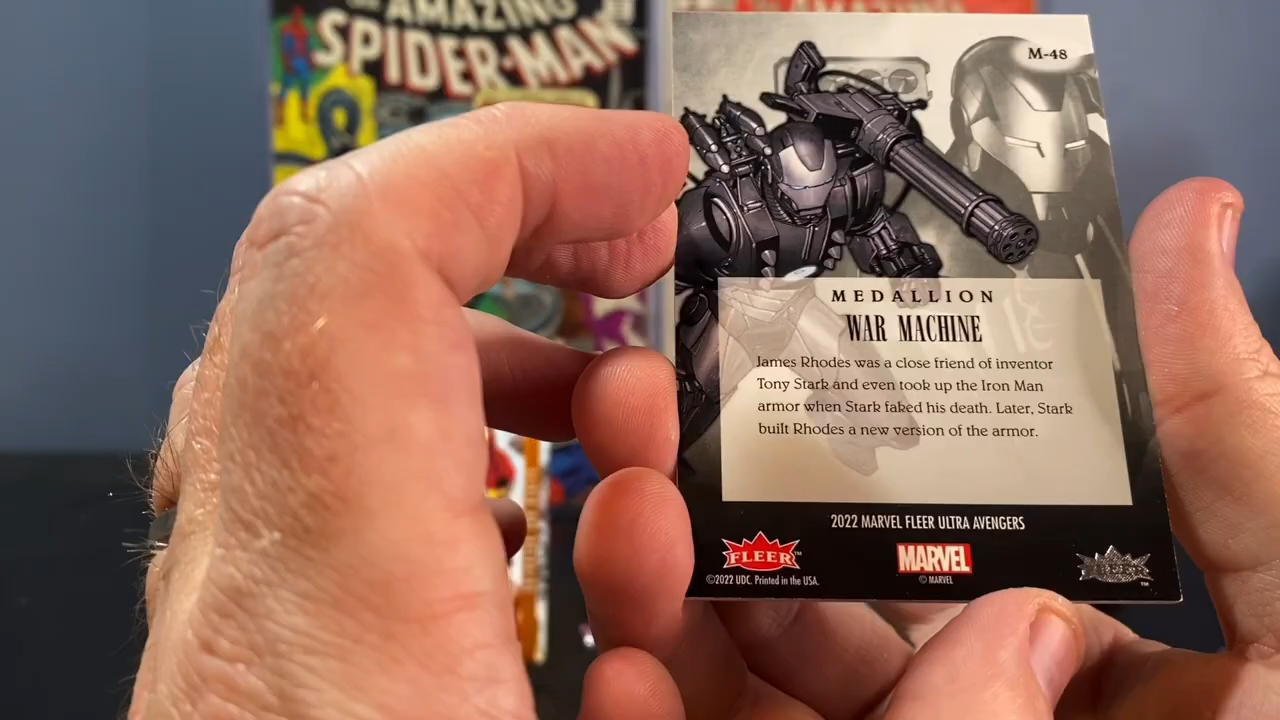 AMAZING
SPIDER-MAN
M-48
MEDALLION
WAR MACHINE
James Rhodes was a close friend of inventor
Tony Stark and even took up the Iron Man
armor when Stark faked his death. Later, Stark
built Rhodes a new version of the armor.
2022 MARVEL FLEER ULTRA AVENGERS
FLEER™
MARVEL
©2022 UDC. Printed in the USA.
© MARVEL